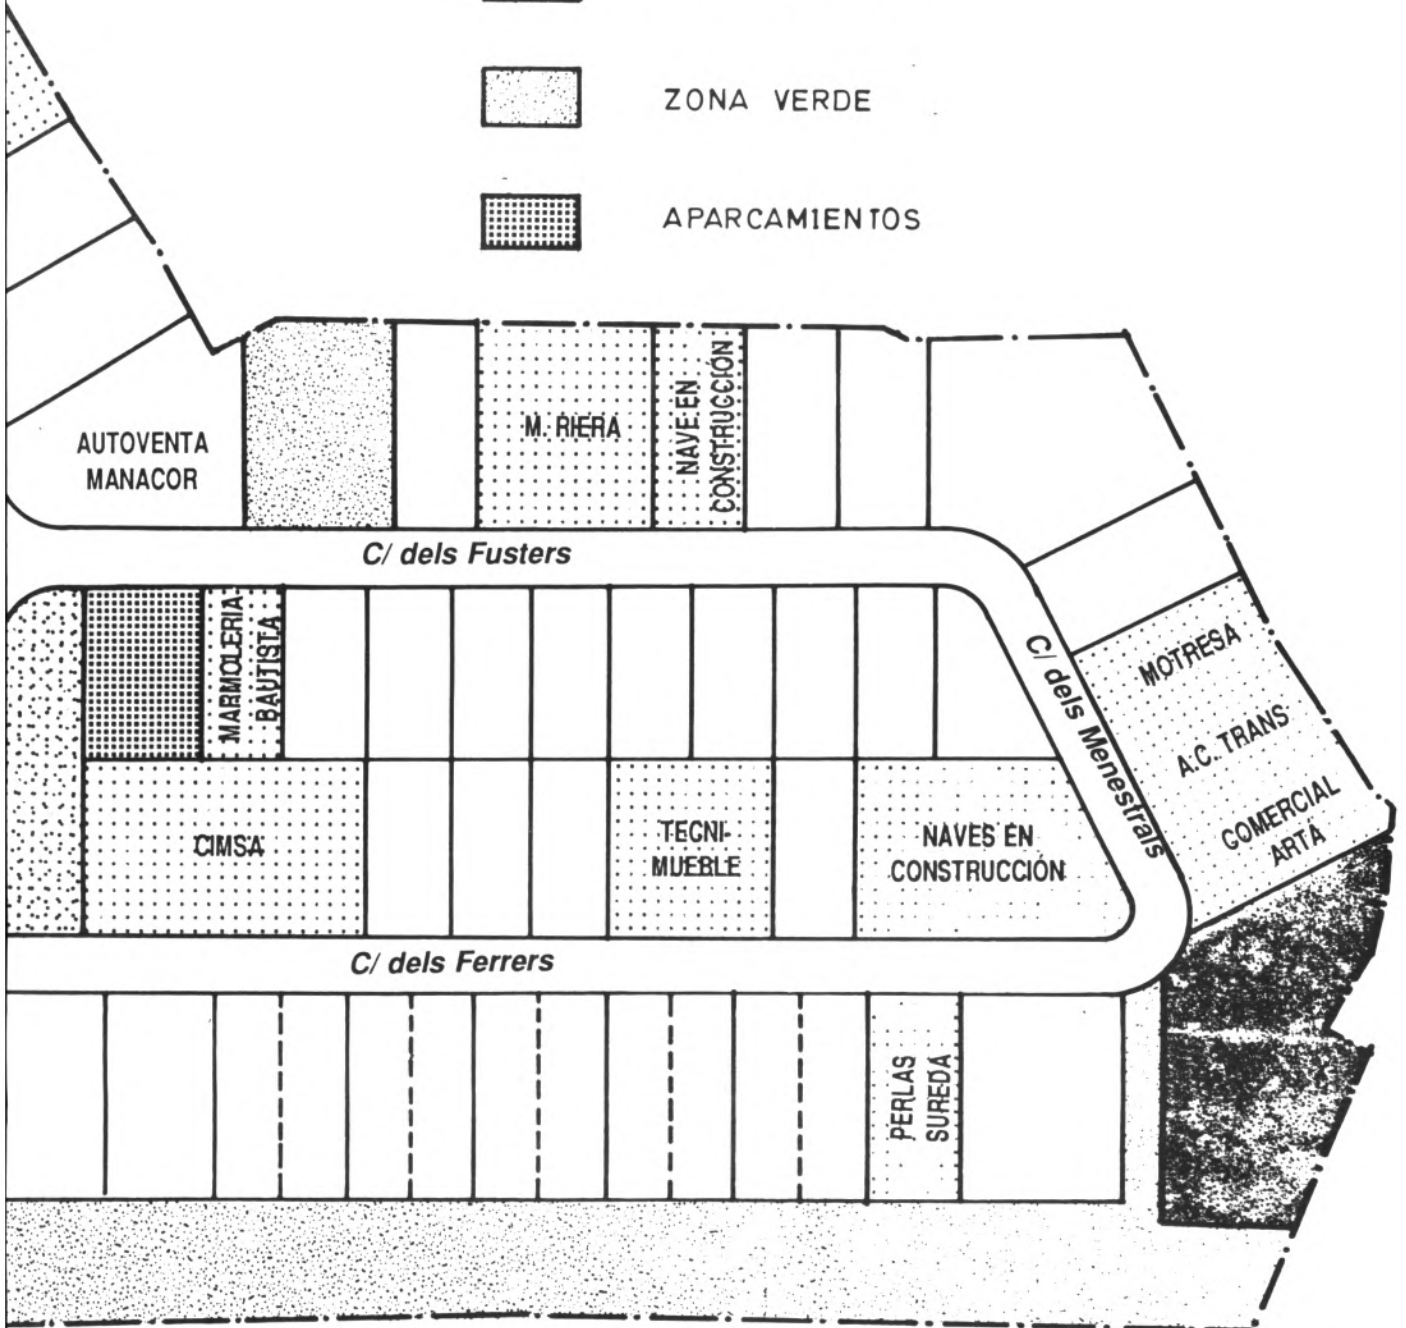 ZONA VERDE
APARCAMIENTOS
AUTOVENTA
MANACOR
M. RIERA
NAVE EN
CONSTRUCCIÓN
C/ dels Fusters
MARMOLERIA
BAUTISTA
C/ dels Menestrals
MOTRESA
A.C. TRANS
COMERCIAL
ARTÁ
CIMSA
TECNI-
MUEBLE
NAVES EN
CONSTRUCCIÓN
C/ dels Ferrers
PERLAS
SUREDA